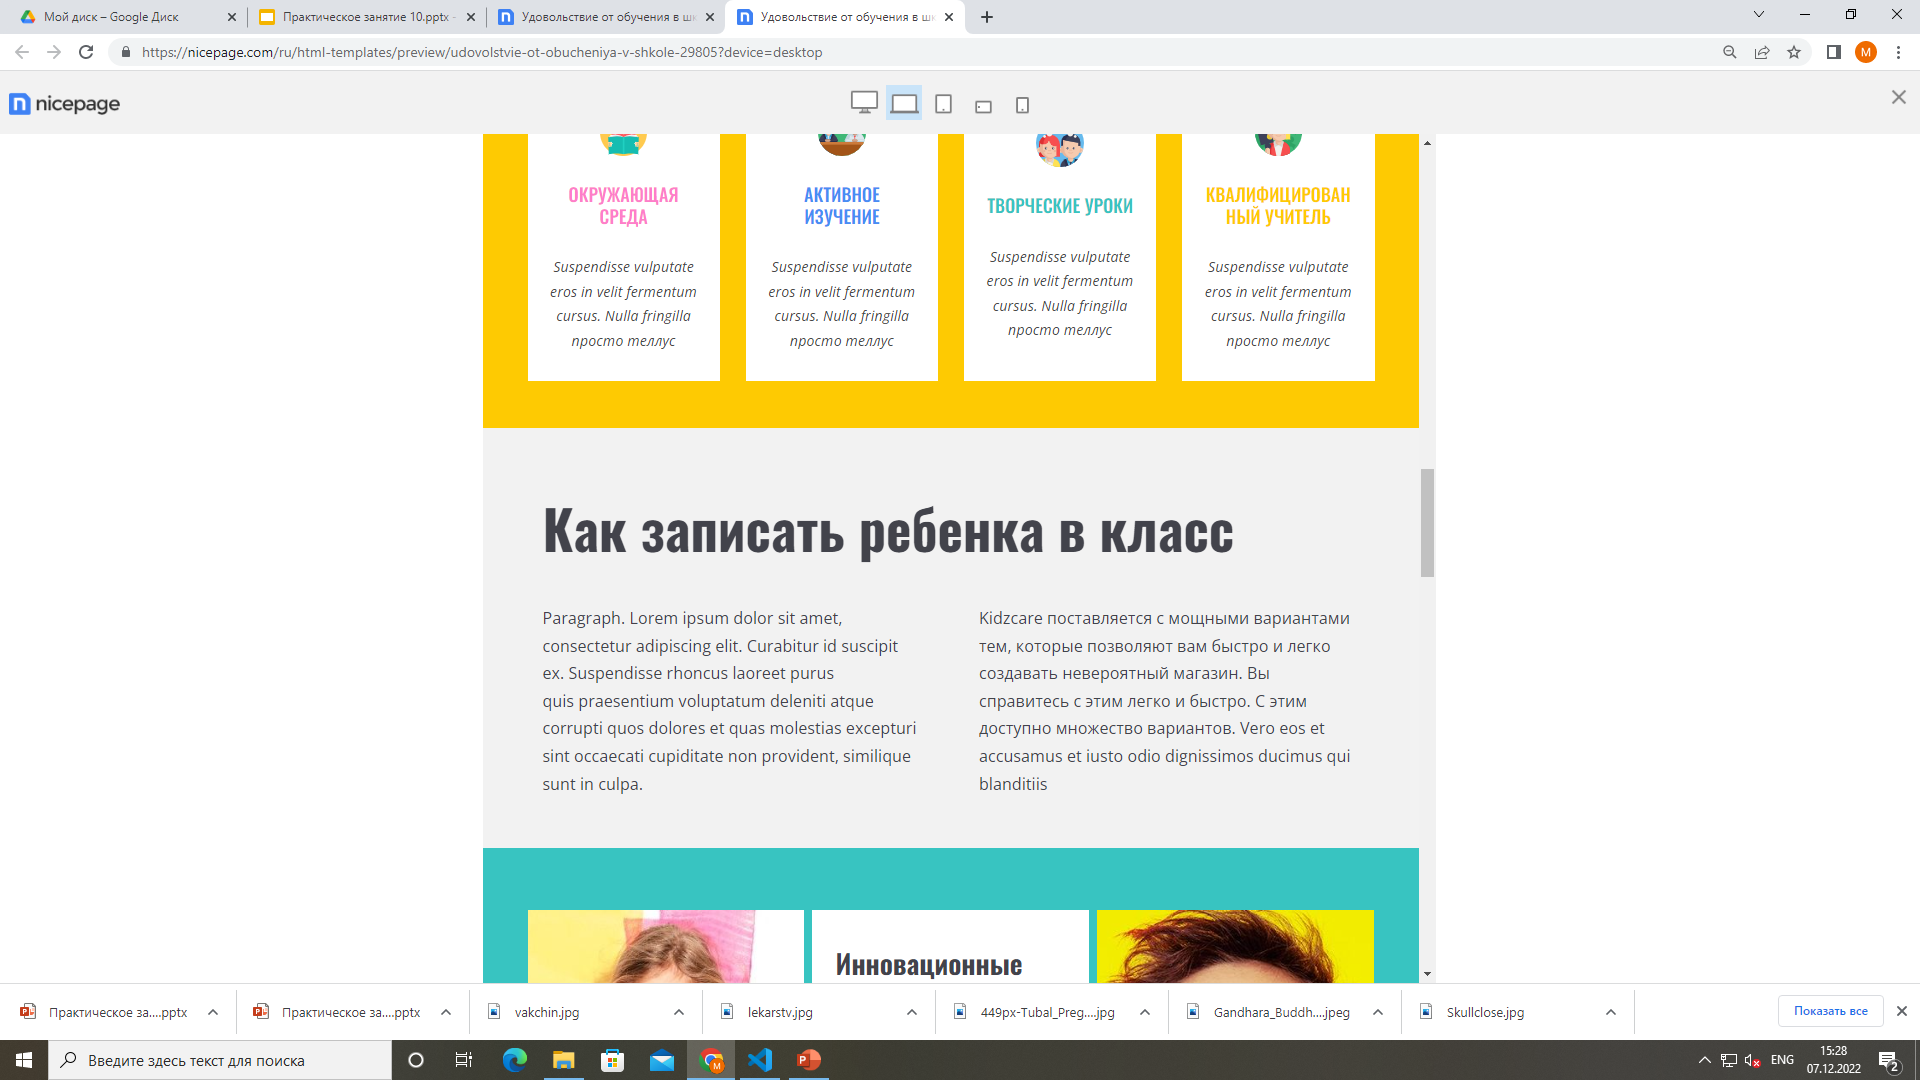 Мой диск – Google Диск
Практическое занятие 10.pptx -
Удовольствие от обучения в шк
Удовольствие от обучения в шк
https://nicepage.com/ru/html-templates/preview/udovolstvie-ot-obucheniya-v-shkole-29805?device=desktop
M
nicepage
ОКРУЖАЮЩАЯ
СРЕДА
Suspendisse vulputate
eros in velit fermentum
cursus. Nulla fringilla
просто меллус
АКТИВНОЕ
ИЗУЧЕНИЕ
Suspendisse vulputate
eros in velit fermentum
cursus. Nulla fringilla
просто меллус
ТВОРЧЕСКИЕ УРОКИ
Suspendisse vulputate
eros in velit fermentum
cursus. Nulla fringilla
просто меллус
КВАЛИФИЦИРОВАН
НЫЙ УЧИТЕЛЬ
Suspendisse vulputate
eros in velit fermentum
cursus. Nulla fringilla
просто меллус
Как записать ребенка в класс
Paragraph. Lorem ipsum dolor sit amet,
consectetur adipiscing elit. Curabitur id suscipit
ex. Suspendisse rhoncus laoreet purus
quis praesentium voluptatum deleniti atque
corrupti quos dolores et quas molestias excepturi
sint occaecati cupiditate non provident, similique
sunt in culpa.
Kidzcare поставляется с мощными вариантами
тем, которые позволяют вам быстро и легко
создавать невероятный магазин. Вы
справитесь с этим легко и быстро. С этим
доступно множество вариантов. Vero eos et
accusamus et iusto odio dignissimos ducimus qui
blanditiis
Инновационные
Практическое за....pptx
Практическое за....pptx
vakchin.jpg
lekarstv.jpg
449px-Tubal_Preg....jpg
Gandhara_Buddh....jpeg
Skullclose.jpg
Показать все
Введите здесь текст для поиска
M
P
ENG
15:28
07.12.2022
2